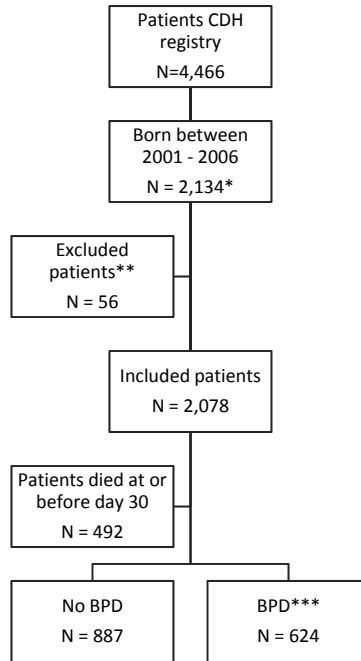 Patients CDH
registry
N=4,466
Born between
2001 - 2006
N = 2,134*
Excluded
patients**
N = 56
Included patients
N = 2,078
Patients died at or
before day 30
N = 492
No BPD
N = 887
BPD***
N = 624